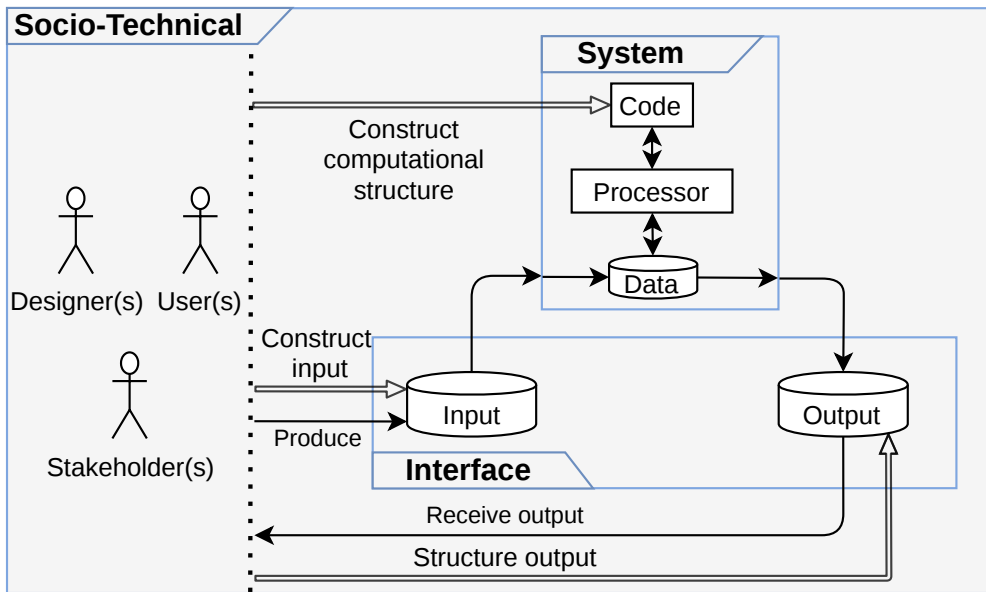 Socio-Technical
System
Code
Construct
computational
structure
Processor
Designer(s)
User(s)
Data
Construct
input
Input
Output
Produce
Stakeholder(s)
Interface
Receive output
Structure output